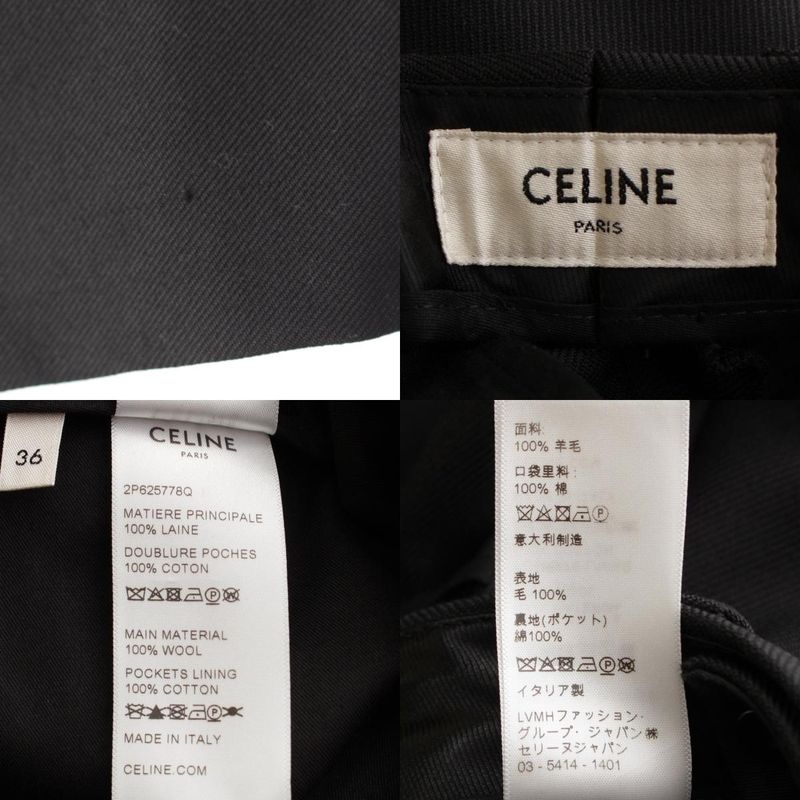 CELINE
PARIS
36
CELINE
PARIS
2P625778Q
MATIERE PRINCIPALE
100% LAINE
DOUBLURE POCHES
100% COTON
MAIN MATERIAL
100% WOOL
POCKETS LINING
100% COTTON
MADE IN ITALY
CELINE.COM
面料:
100% 羊毛
口袋里料:
100% 棉
意大利制造
表地
毛 100%
裏地(ポケット)
綿100%
イタリア製
LVMHファッション・
グループ・ジャパン㈱
セリーヌジャパン
03 - 5414 - 1401